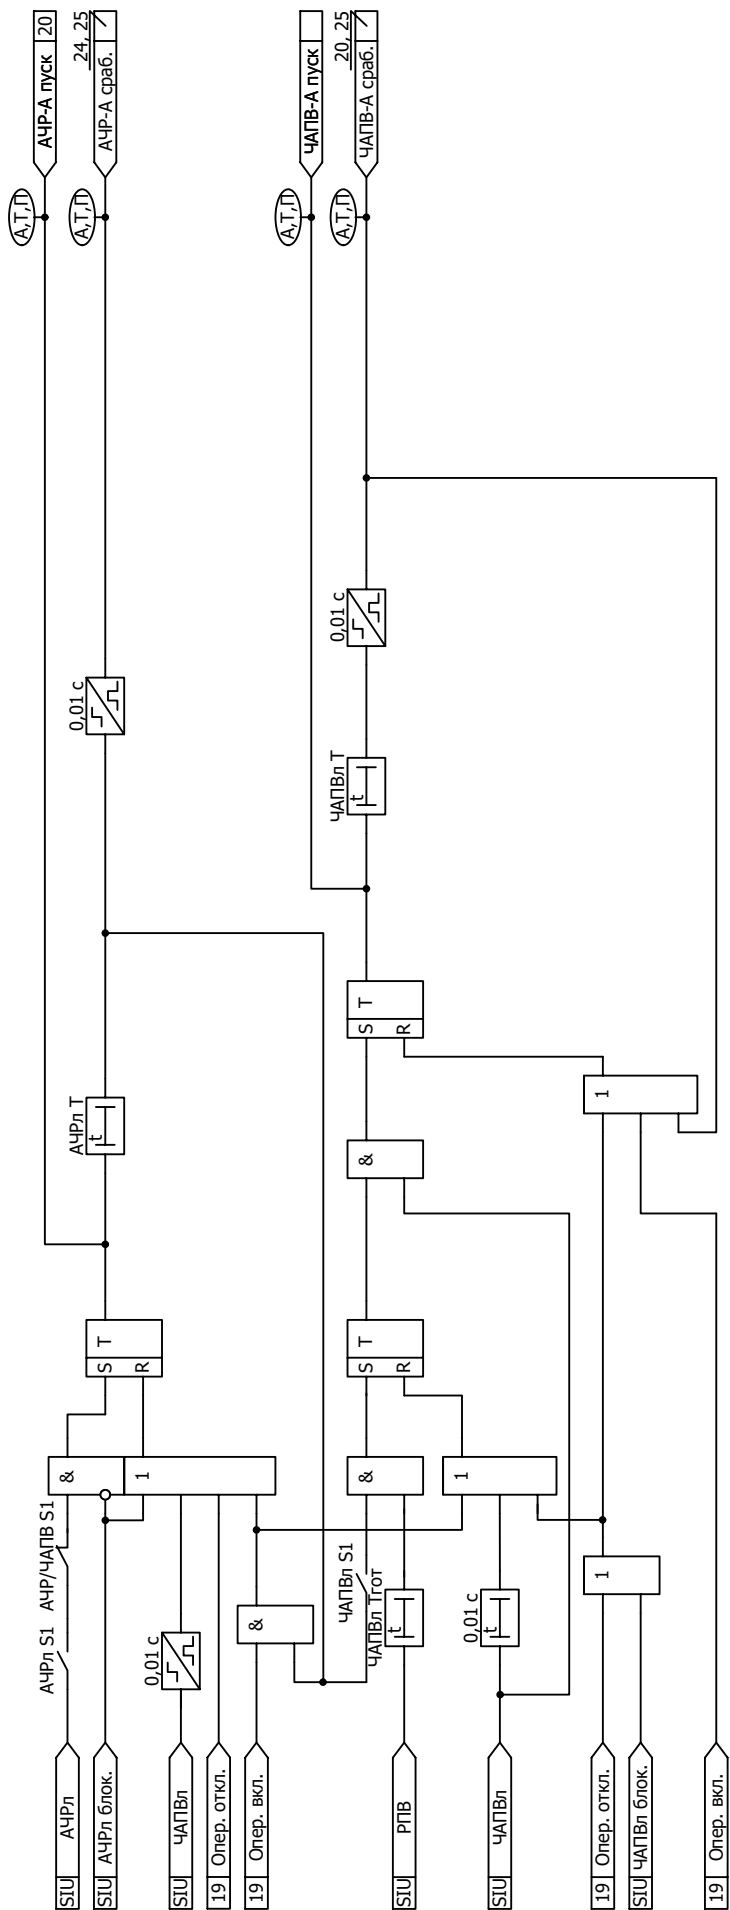 SIU АЧРл
АЧРл S1
АЧР/ЧАПВ S1
SIU АЧРл блок.
&
1
SIU ЧАПВл
0,01 с
19 Опер. откл.
19 Опер. вкл.
&
S T
R
АЧРл T
t
0,01 с
А,Т,П
АЧР-А пуск 20
А,Т,П
АЧР-А сраб.
24, 25
ЧАПВл S1
ЧАПВл Tгот
t
SIU РПВ
&
SIU ЧАПВл
0,01 с
t
1
S T
R
&
S T
R
ЧАПВл T
t
0,01 с
А,Т,П
ЧАПВ-А пуск
А,Т,П
ЧАПВ-А сраб.
20, 25
19 Опер. откл.
SIU ЧАПВл блок.
1
1
19 Опер. вкл.